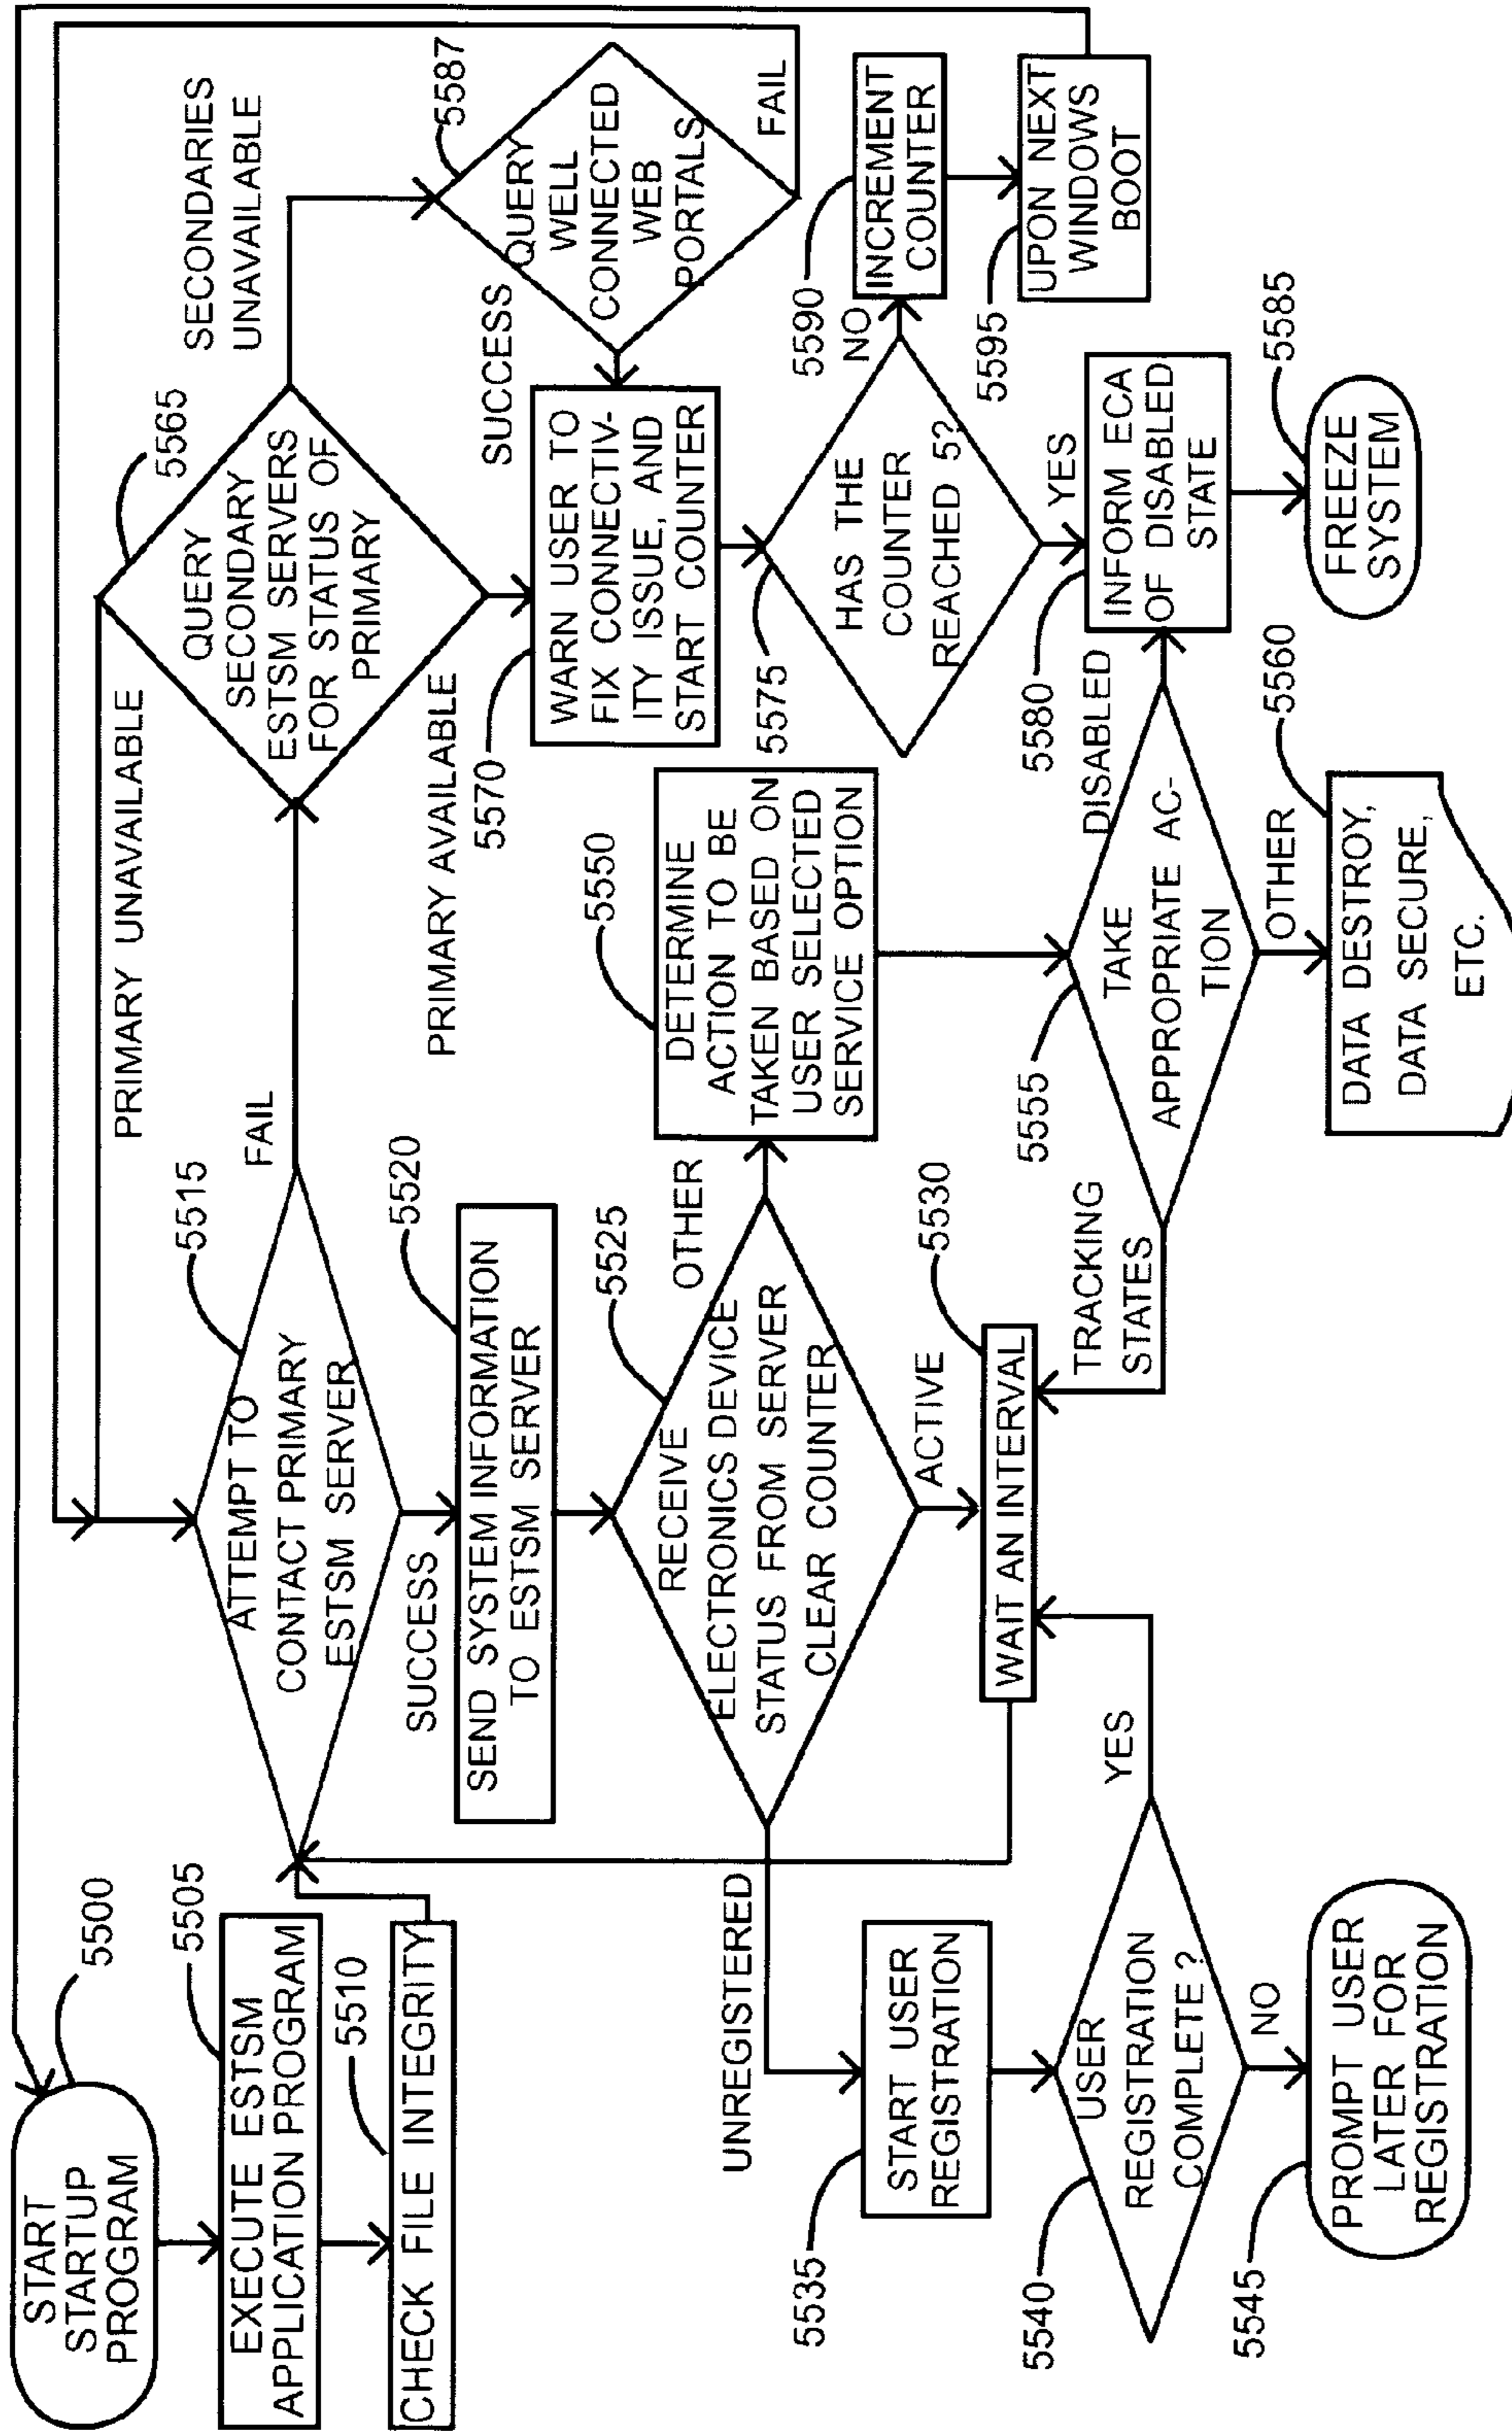 START
STARTUP
PROGRAM
5500
EXECUTE ESTSM
APPLICATION PROGRAM
5505
CHECK FILE INTEGRITY
5510
ATTEMPT TO
CONTACT PRIMARY
ESTSM SERVER
5515
FAIL
SUCCESS
SEND SYSTEM INFORMATION
TO ESTSM SERVER
5520
RECEIVE
ELECTRONICS DEVICE
STATUS FROM SERVER
CLEAR COUNTER
5525
OTHER
ACTIVE
UNREGISTERED
WAIT AN INTERVAL
5530
START USER
REGISTRATION
5535
USER
REGISTRATION
COMPLETE ?
5540
YES
NO
PROMPT USER
LATER FOR
REGISTRATION
5545
DETERMINE
ACTION TO BE
TAKEN BASED ON
USER SELECTED
SERVICE OPTION
5550
TAKE
APPROPRIATE AC-
TION
5555
TRACKING
STATES
DISABLED
OTHER
DATA DESTROY,
DATA SECURE,
ETC.
5560
PRIMARY UNAVAILABLE
QUERY
SECONDARY
ESTSM SERVERS
FOR STATUS OF
PRIMARY
5565
PRIMARY AVAILABLE
SECONDARIES
UNAVAILABLE
QUERY
WELL
CONNECTED
WEB
PORTALS
5587
SUCCESS
FAIL
WARN USER TO
FIX CONNECTIV-
ITY ISSUE, AND
START COUNTER
5570
HAS THE
COUNTER
REACHED 5?
5575
NO
YES
INCREMENT
COUNTER
5590
UPON NEXT
WINDOWS
BOOT
5595
INFORM ECA
OF DISABLED
STATE
5580
FREEZE
SYSTEM
5585